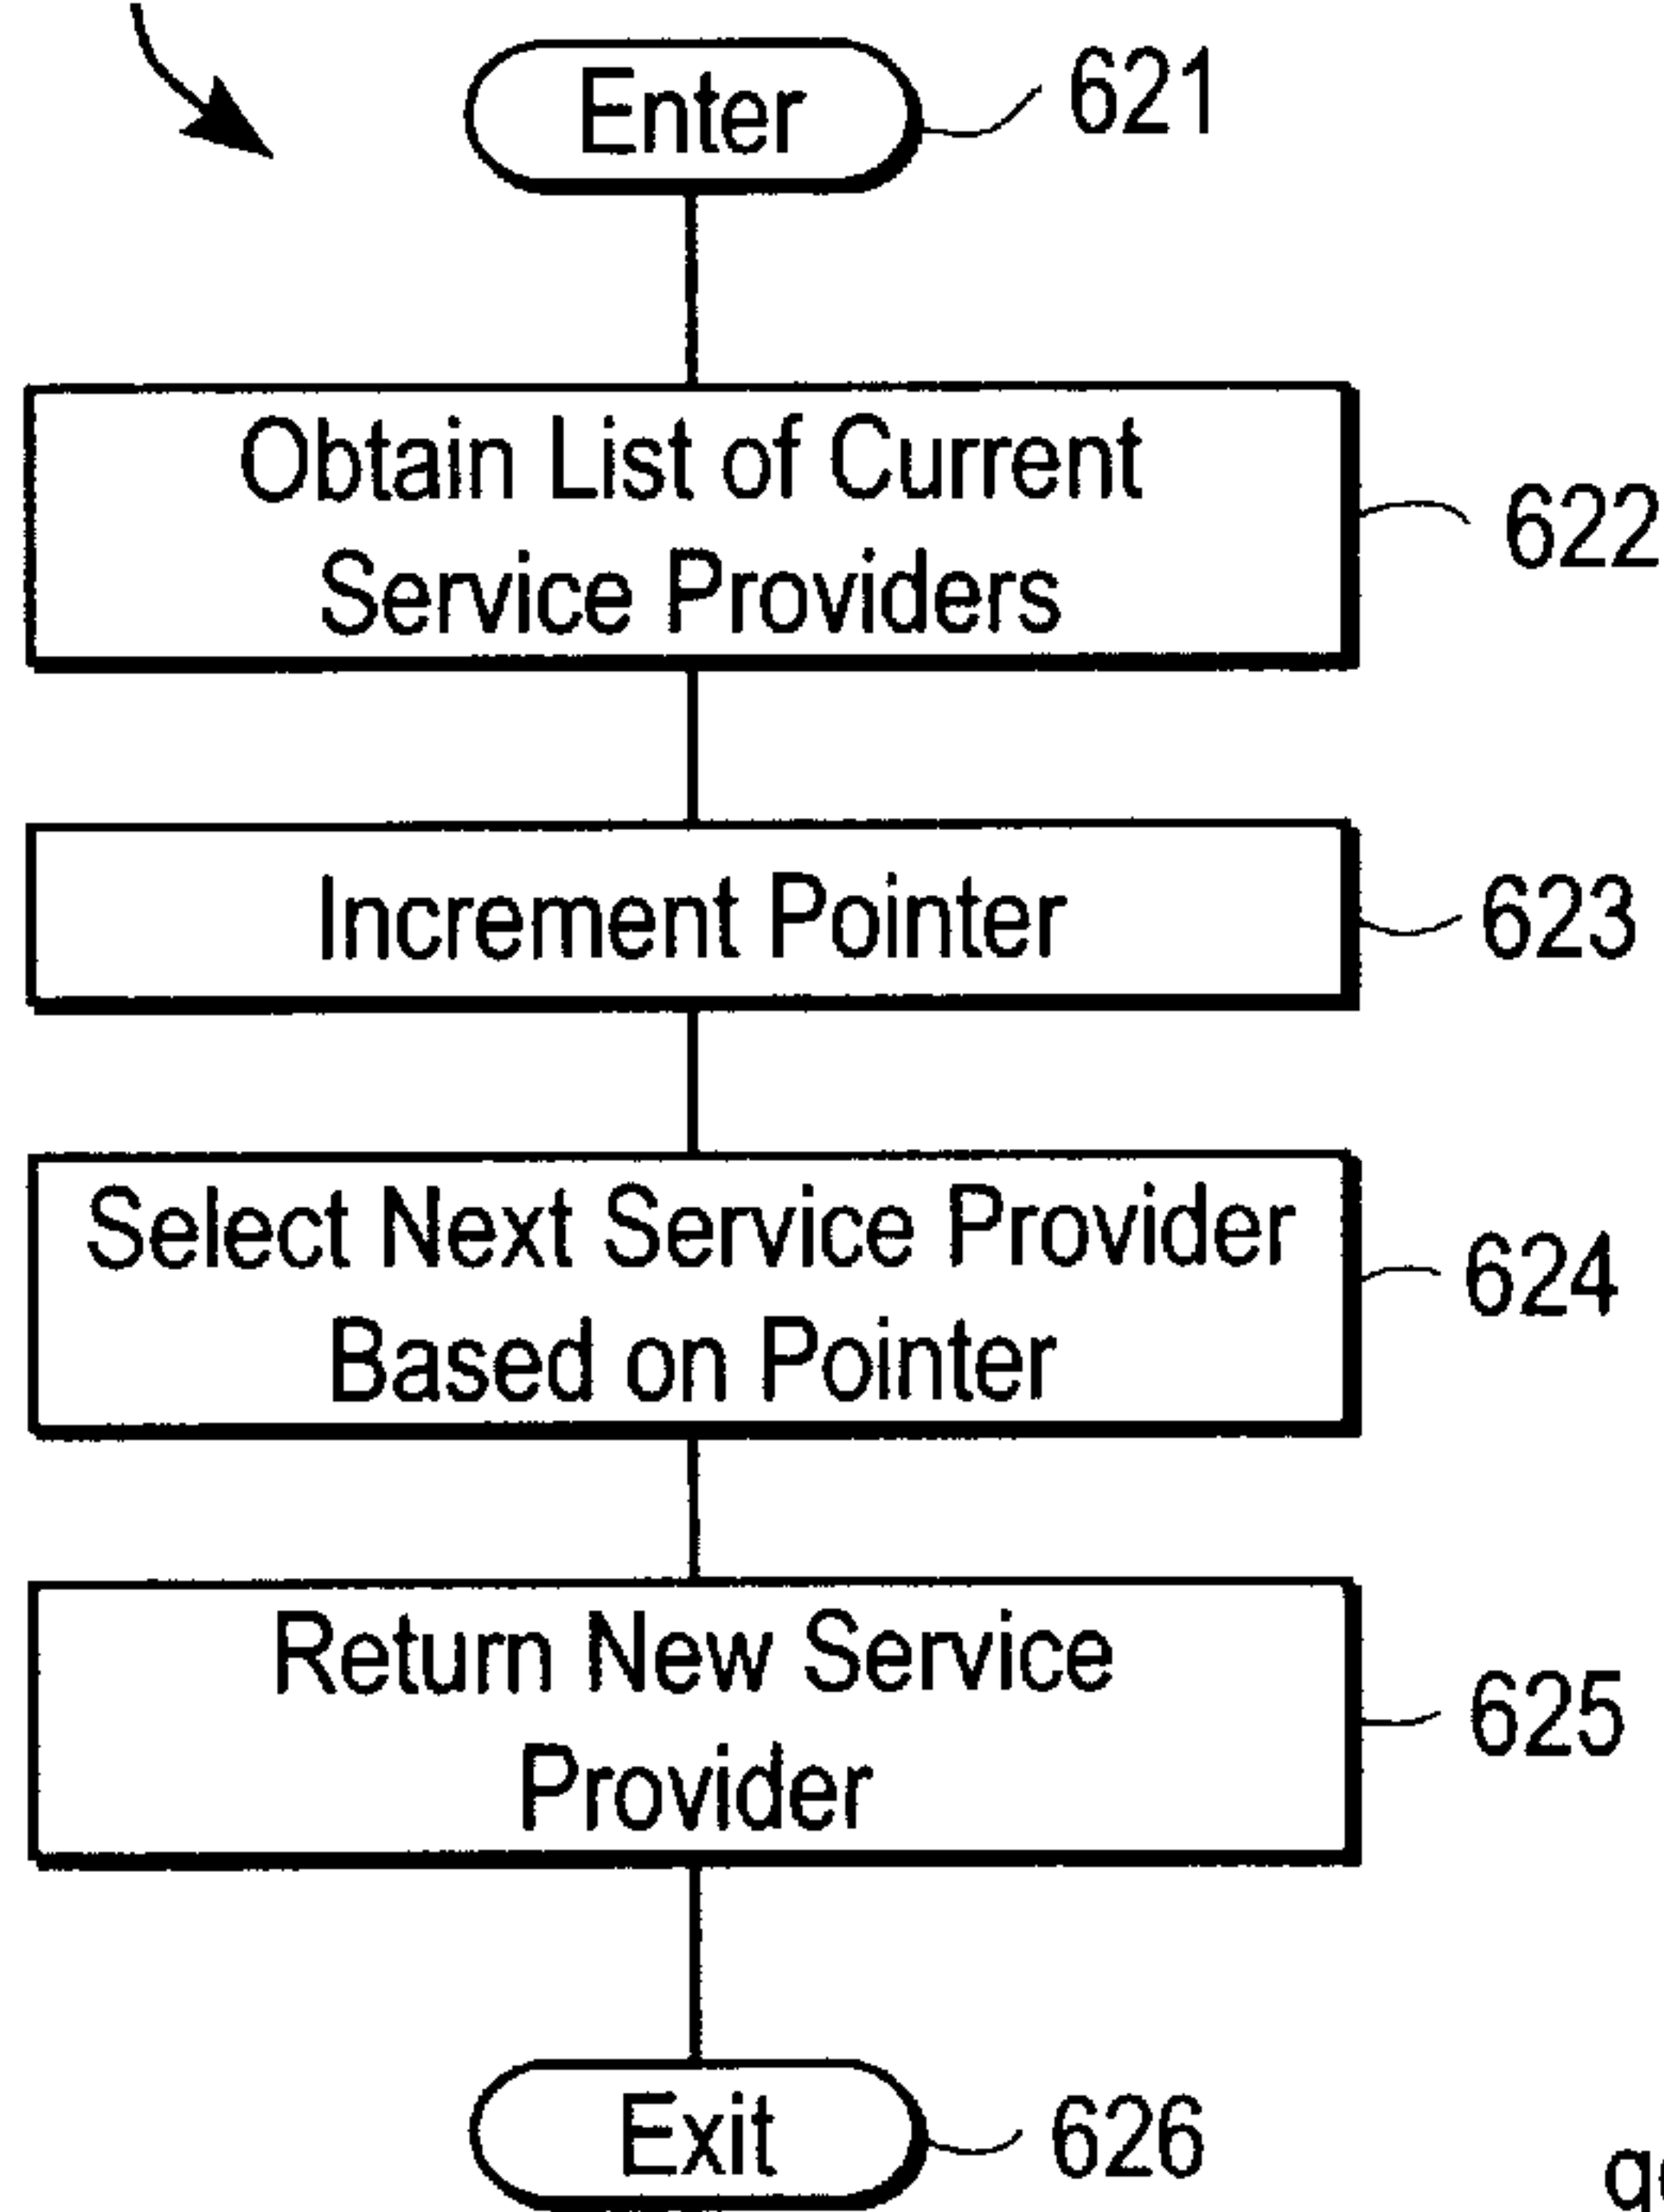 Enter
621
Obtain List of Current
Service Providers
622
Increment Pointer
623
Select Next Service Provider
Based on Pointer
624
Return New Service
Provider
625
Exit
626